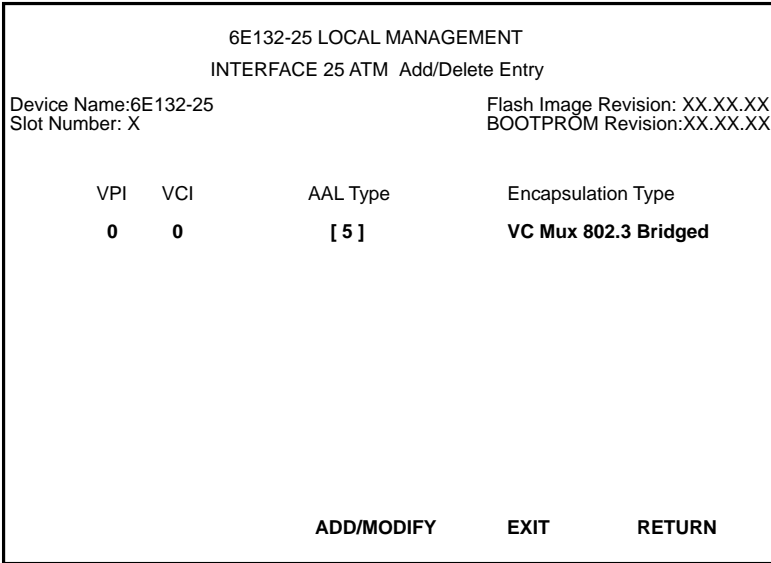 6E132-25 LOCAL MANAGEMENT
INTERFACE 25 ATM  Add/Delete Entry
Device Name:6E132-25 Flash Image Revision: XX.XX.XX
Slot Number: X BOOTPROM Revision:XX.XX.XX
VPI VCI AAL Type Encapsulation Type
0 0 [ 5 ] VC Mux 802.3 Bridged
ADD/MODIFY EXIT RETURN